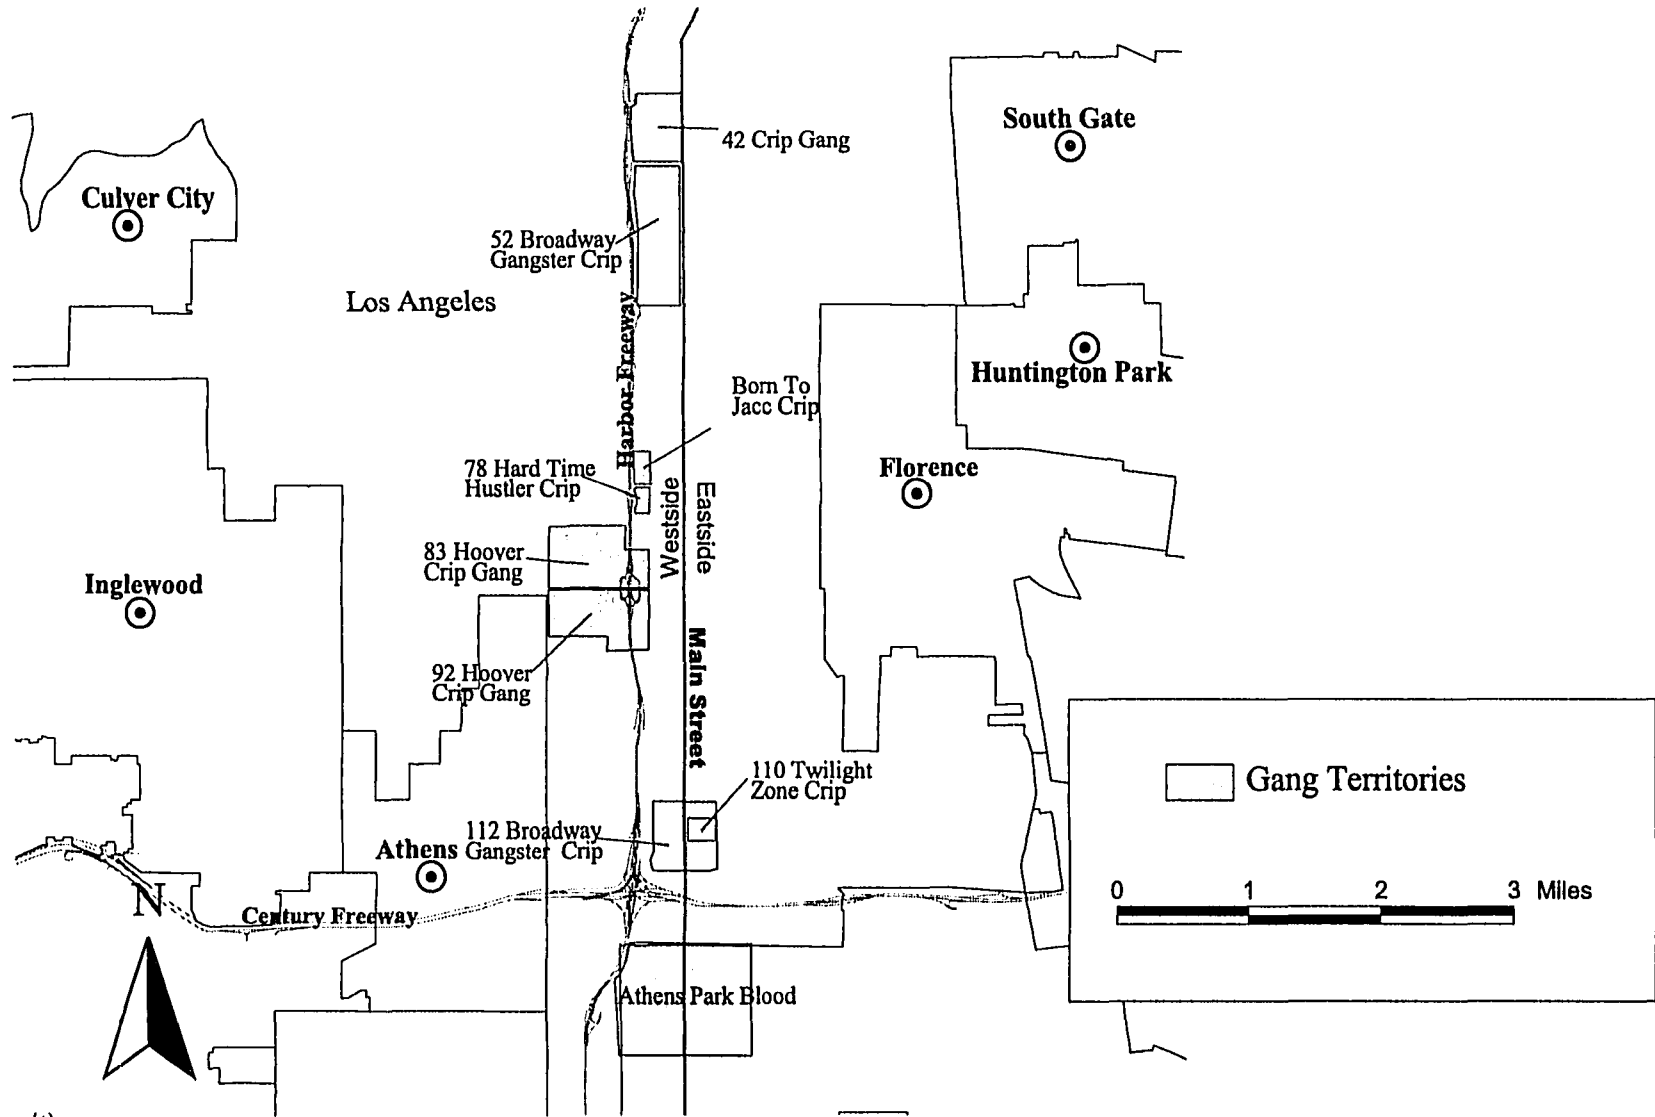 South Gate
42 Crip Gang
Culver City
52 Broadway
Gangster Crip
Los Angeles
Harbor Freeway
Huntington Park
Born To
Jacc Crip
78 Hard Time
Hustler Crip
Florence
Westside
Eastside
83 Hoover
Crip Gang
Inglewood
92 Hoover
Crip Gang
Main Street
110 Twilight
Zone Crip
Gang Territories
112 Broadway
Gangster Crip
Athens
N
Century Freeway
0 1 2 3 Miles
Athens Park Blood